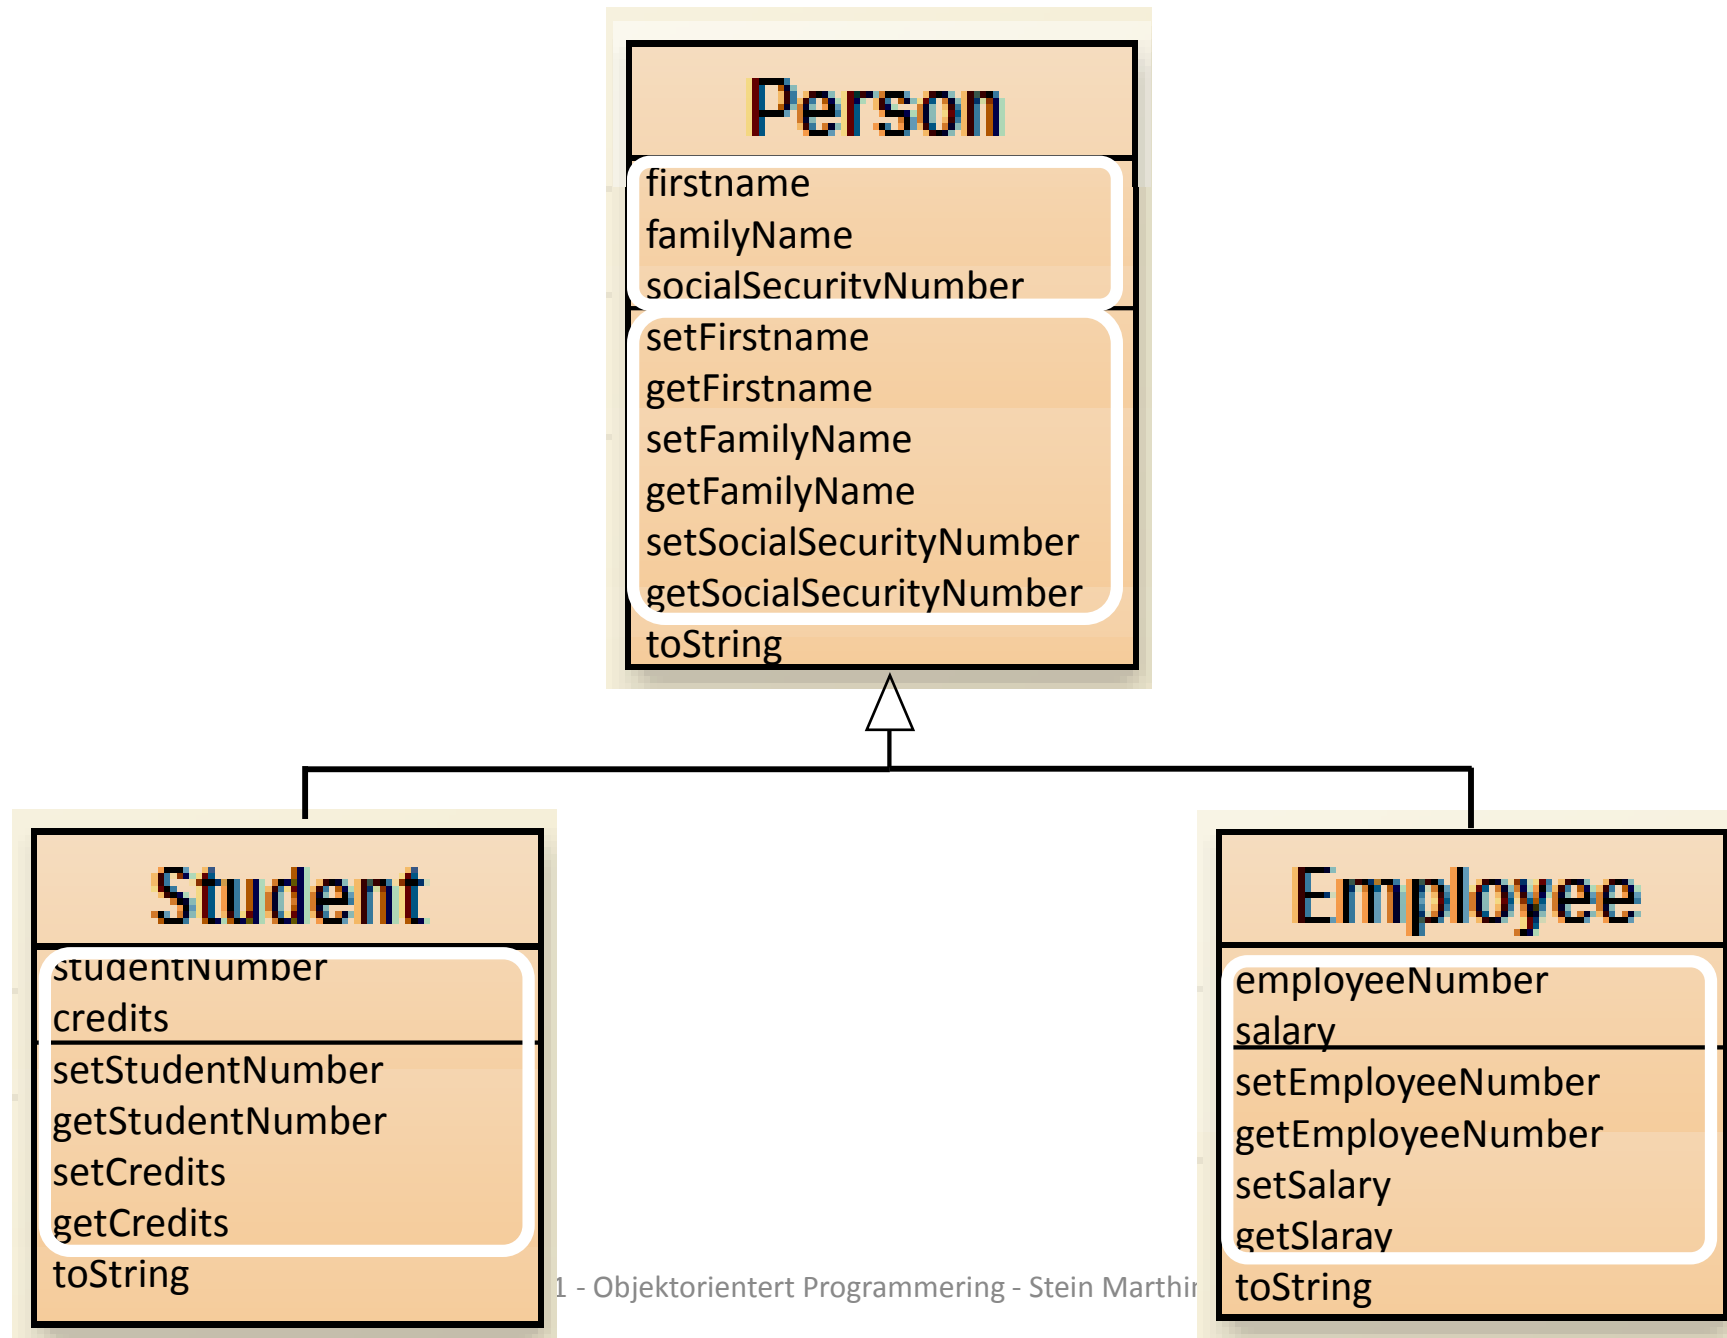 Person
firstname
familyName
socialSecurityNumber
setFirstname
getFirstname
setFamilyName
getFamilyName
setSocialSecurityNumber
getSocialSecurityNumber
toString
Student
studentNumber
credits
setStudentNumber
getStudentNumber
setCredits
getCredits
toString
Employee
employeeNumber
salary
setEmployeeNumber
getEmployeeNumber
setSalary
getSlaray
toString
1 - Objektorientert Programmering - Stein